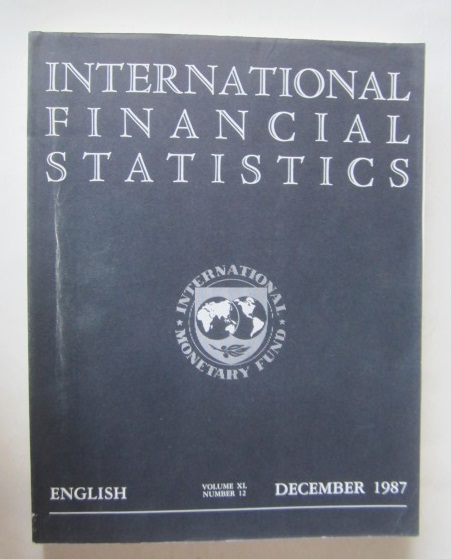 INTERNATIONAL
FINANCIAL
STATISTICS
INTERNATIONAL
MONETARY FUND
ENGLISH
VOLUME XL
NUMBER 12
DECEMBER 1987